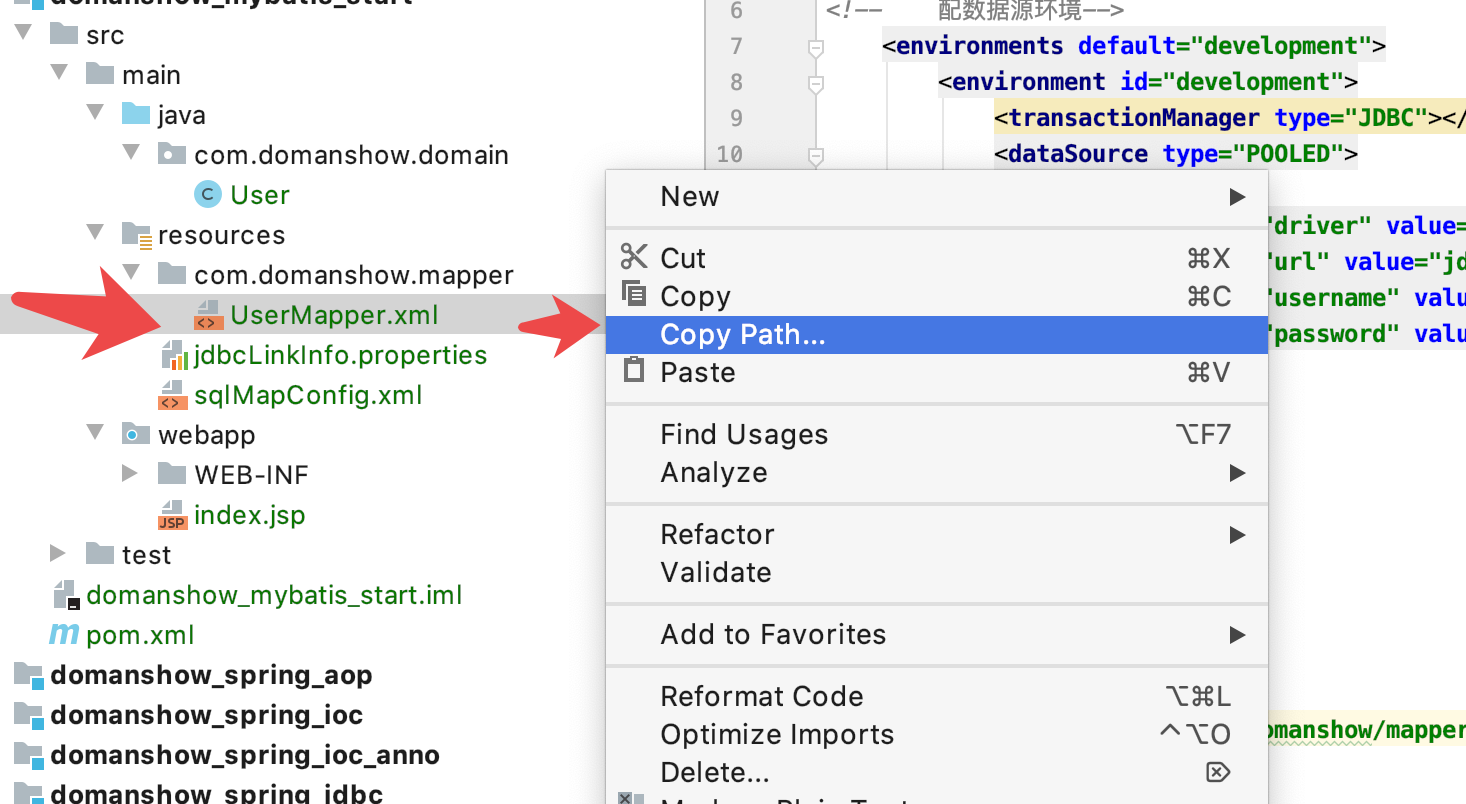 domanshow_mybatis_start
src
main
java
com.domanshow.domain
C User
resources
com.domanshow.mapper
<> UserMapper.xml
jdbcLinkInfo.properties
<> sqlMapConfig.xml
webapp
WEB-INF
JSP index.jsp
test
domanshow_mybatis_start.iml
m pom.xml
domanshow_spring_aop
domanshow_spring_ioc
domanshow_spring_ioc_anno
domanshow_spring_jdbc
6 <!-- 配数据源环境-->
7 <environments default="development">
8 <environment id="development">
9 <transactionManager type="JDBC"></
10 <dataSource type="POOLED">
"driver" value=
"url" value="jd
"username" valu
"password" valu
omanshow/mapper
New
Cut ⌘X
Copy ⌘C
Copy Path...
Paste ⌘V
Find Usages ⌥F7
Analyze
Refactor
Validate
Add to Favorites
Reformat Code ⌥⌘L
Optimize Imports ^⌥O
Delete... ⌦